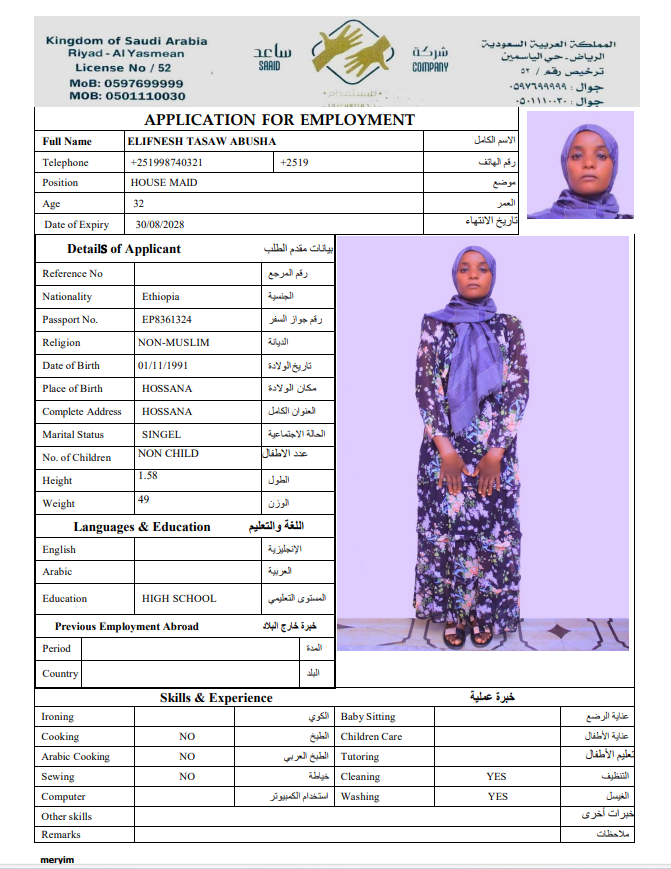 Kingdom of Saudi Arabia
Riyad - Al Yasmean
License No / 52
MoB: 0597699999
MOB: 0501110030
ساعد
SAAID
شركة
COMPANY
للاستقدام
المملكة العربية السعودية
الرياض - حي الياسمين
ترخيص رقم / ٥٢
جوال : ٠٥٩٧٦٩٩٩٩٩
جوال : ٠٥٠١١١٠٠٣٠
APPLICATION FOR EMPLOYMENT
Full Name ELIFNESH TASAW ABUSHA الاسم الكامل
Telephone +251998740321 +2519 رقم الهاتف
Position HOUSE MAID موضع
Age 32 العمر
Date of Expiry 30/08/2028 تاريخ الانتهاء
Details of Applicant بيانات مقدم الطلب
Reference No رقم المرجع
Nationality Ethiopia الجنسية
Passport No. EP8361324 رقم جواز السفر
Religion NON-MUSLIM الديانة
Date of Birth 01/11/1991 تاريخ الولادة
Place of Birth HOSSANA مكان الولادة
Complete Address HOSSANA العنوان الكامل
Marital Status SINGEL الحالة الاجتماعية
No. of Children NON CHILD عدد الاطفال
Height 1.58 الطول
Weight 49 الوزن
Languages & Education اللغة والتعليم
English الإنجليزية
Arabic العربية
Education HIGH SCHOOL المستوى التعليمي
Previous Employment Abroad خبرة خارج البلاد
Period المدة
Country البلد
Skills & Experience خبرة عملية
Ironing الكوي Baby Sitting عناية الرضع
Cooking NO الطبخ Children Care عناية الأطفال
Arabic Cooking NO الطبخ العربي Tutoring تعليم الأطفال
Sewing NO خياطة Cleaning YES التنظيف
Computer استخدام الكمبيوتر Washing YES الغيسل
Other skills خبرات أخرى
Remarks ملاحظات
meryim